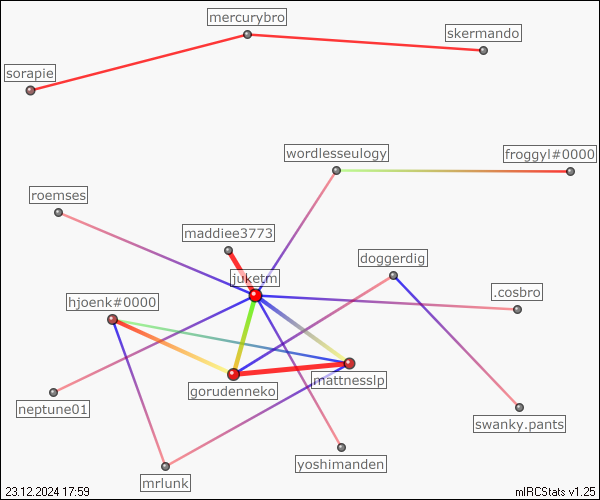 mercurybro
skermando
sorapie
wordlesseulogy
froggyl#0000
roemses
maddiee3773
doggerdig
juketm
.cosbro
hjoenk#0000
mattnesslp
gorudenneko
neptune01
swanky.pants
yoshimanden
mrlunk
23.12.2024 17:59
mIRCStats v1.25